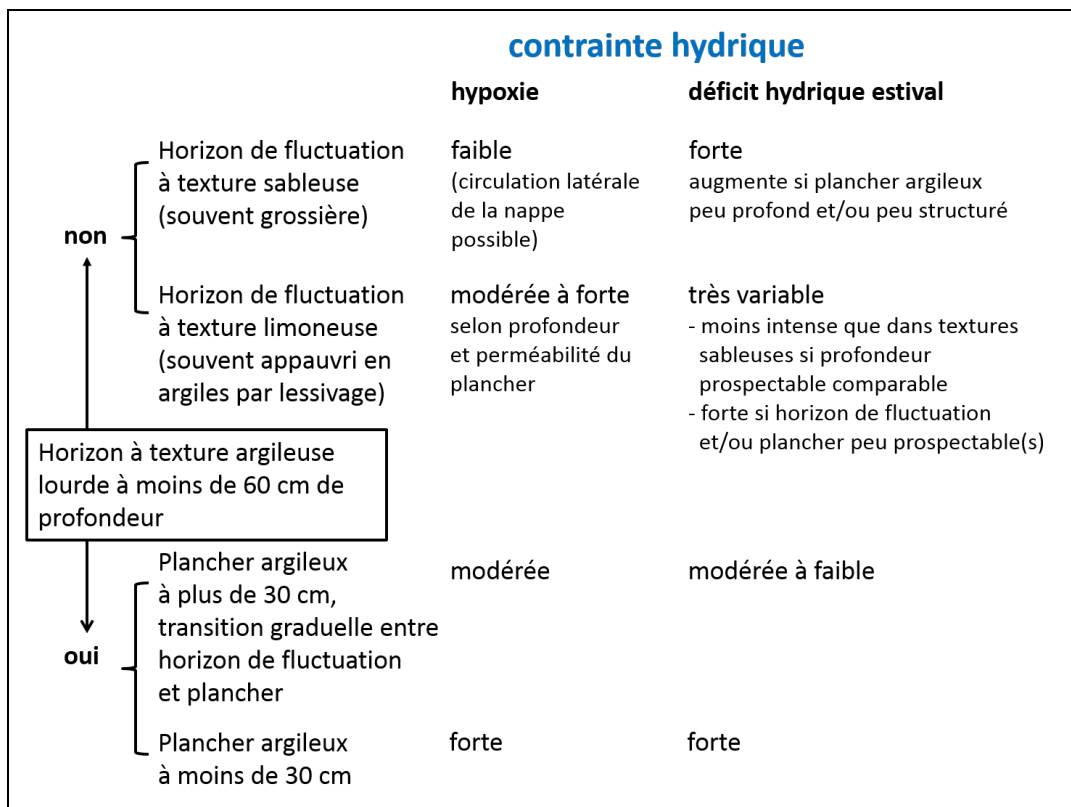 contrainte hydrique
hypoxie
déficit hydrique estival
non
Horizon de fluctuation
à texture sableuse
(souvent grossière)
faible
(circulation latérale
de la nappe
possible)
forte
augmente si plancher argileux
peu profond et/ou peu structuré
Horizon de fluctuation
à texture limoneuse
(souvent appauvri en
argiles par lessivage)
modérée à forte
selon profondeur
et perméabilité du
plancher
très variable
- moins intense que dans textures
sableuses si profondeur
prospectable comparable
- forte si horizon de fluctuation
et/ou plancher peu prospectable(s)
Horizon à texture argileuse
lourde à moins de 60 cm de
profondeur
oui
Plancher argileux
à plus de 30 cm,
transition graduelle entre
horizon de fluctuation
et plancher
modérée
modérée à faible
Plancher argileux
à moins de 30 cm
forte
forte